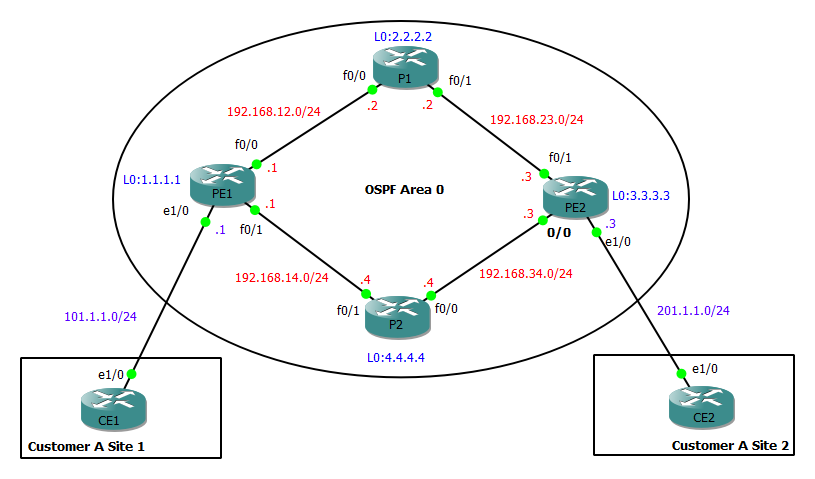 L0:2.2.2.2
f0/0
P1
f0/1
.2
.2
192.168.12.0/24
192.168.23.0/24
f0/0
f0/1
.1
.3
L0:1.1.1.1
PE1
OSPF Area 0
PE2
L0:3.3.3.3
e1/0
.1
.1
f0/1
.3
0/0
.3
e1/0
192.168.14.0/24
.4
.4
192.168.34.0/24
f0/1
P2
f0/0
101.1.1.0/24
201.1.1.0/24
L0:4.4.4.4
e1/0
e1/0
CE1
CE2
Customer A Site 1
Customer A Site 2